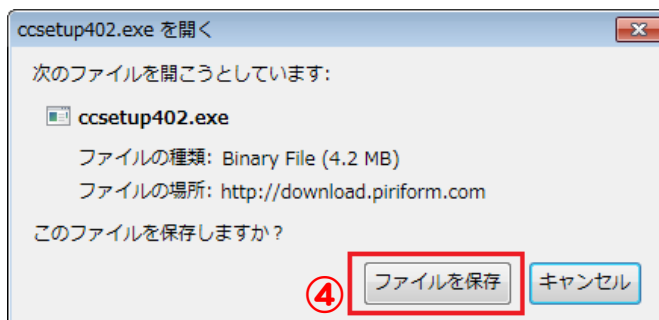 ccsetup402.exe を開く
次のファイルを開こうとしています:
ccsetup402.exe
ファイルの種類: Binary File (4.2 MB)
ファイルの場所: http://download.piriform.com
このファイルを保存しますか？
④ ファイルを保存 キャンセル